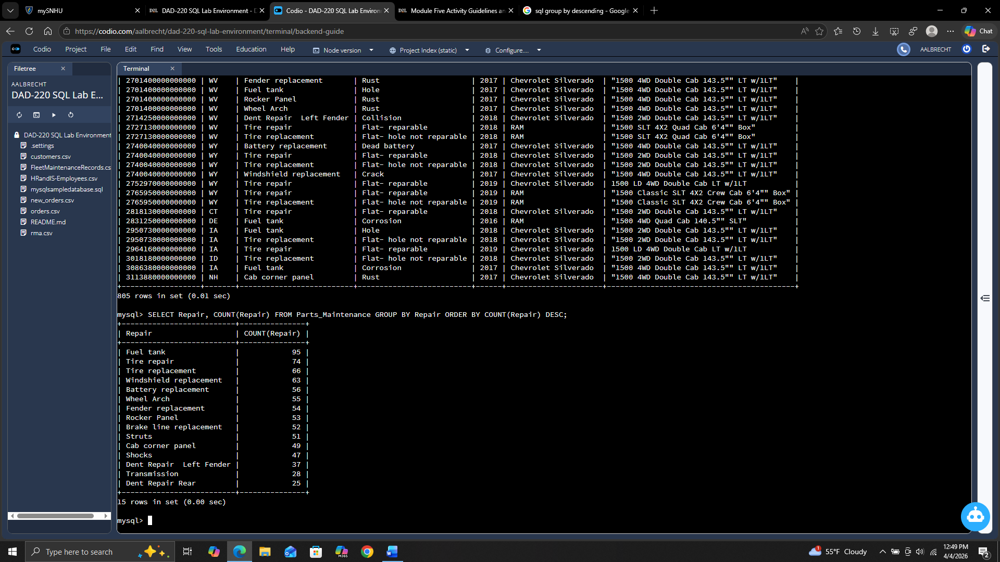 mySNHU
D2L DAD-220 SQL Lab Environment - D
Codio - DAD-220 SQL Lab Environ
D2L Module Five Activity Guidelines an
sql group by descending - Google
https://codio.com/aalbrecht/dad-220-sql-lab-environment/terminal/backend-guide
Chat
Codio Project File Edit Find View Tools Education Help Node version Project Index (static) Configure.... AALBRECHT
Filetree
Terminal
AALBRECHT
DAD-220 SQL Lab E...
DAD-220 SQL Lab Environment
.settings
customers.csv
FleetMaintenanceRecords.cs
HRandIS-Employees.csv
mysqlsampledatabase.sql
new_orders.csv
orders.csv
README.md
rma.csv
| 2701400000000000 | WV | Fender replacement | Rust | 2017 | Chevrolet Silverado | "1500 4WD Double Cab 143.5"" LT w/1LT" |
| 2701400000000000 | WV | Fuel tank | Hole | 2017 | Chevrolet Silverado | "1500 4WD Double Cab 143.5"" LT w/1LT" |
| 2701400000000000 | WV | Rocker Panel | Rust | 2017 | Chevrolet Silverado | "1500 4WD Double Cab 143.5"" LT w/1LT" |
| 2701400000000000 | WV | Wheel Arch | Rust | 2017 | Chevrolet Silverado | "1500 4WD Double Cab 143.5"" LT w/1LT" |
| 2714250000000000 | WV | Dent Repair  Left Fender | Collision | 2018 | Chevrolet Silverado | "1500 2WD Double Cab 143.5"" LT w/1LT" |
| 2727130000000000 | WV | Tire repair | Flat- reparable | 2018 | RAM | "1500 SLT 4X2 Quad Cab 6'4"" Box" |
| 2727130000000000 | WV | Tire replacement | Flat- hole not reparable | 2018 | RAM | "1500 SLT 4X2 Quad Cab 6'4"" Box" |
| 2740040000000000 | WY | Battery replacement | Dead battery | 2017 | Chevrolet Silverado | "1500 4WD Double Cab 143.5"" LT w/1LT" |
| 2740040000000000 | WY | Tire repair | Flat- reparable | 2018 | Chevrolet Silverado | "1500 2WD Double Cab 143.5"" LT w/1LT" |
| 2740040000000000 | WY | Tire replacement | Flat- hole not reparable | 2018 | Chevrolet Silverado | "1500 2WD Double Cab 143.5"" LT w/1LT" |
| 2740040000000000 | WY | Windshield replacement | Crack | 2017 | Chevrolet Silverado | "1500 4WD Double Cab 143.5"" LT w/1LT" |
| 2752970000000000 | WY | Tire repair | Flat- reparable | 2019 | Chevrolet Silverado | 1500 LD 4WD Double Cab LT w/1LT |
| 2765950000000000 | WY | Tire repair | Flat- reparable | 2019 | RAM | "1500 Classic SLT 4X2 Crew Cab 6'4"" Box" |
| 2765950000000000 | WY | Tire replacement | Flat- hole not reparable | 2019 | RAM | "1500 Classic SLT 4X2 Crew Cab 6'4"" Box" |
| 2818130000000000 | CT | Tire repair | Flat- reparable | 2018 | Chevrolet Silverado | "1500 2WD Double Cab 143.5"" LT w/1LT" |
| 2831250000000000 | DE | Fuel tank | Corrosion | 2016 | RAM | "1500 4WD Quad Cab 140.5"" SLT" |
| 2950730000000000 | IA | Fuel tank | Hole | 2018 | Chevrolet Silverado | "1500 2WD Double Cab 143.5"" LT w/1LT" |
| 2950730000000000 | IA | Tire replacement | Flat- hole not reparable | 2018 | Chevrolet Silverado | "1500 2WD Double Cab 143.5"" LT w/1LT" |
| 2964160000000000 | IA | Tire repair | Flat- reparable | 2019 | Chevrolet Silverado | 1500 LD 4WD Double Cab LT w/1LT |
| 3018180000000000 | ID | Tire replacement | Flat- hole not reparable | 2018 | Chevrolet Silverado | "1500 2WD Double Cab 143.5"" LT w/1LT" |
| 3086380000000000 | IA | Fuel tank | Corrosion | 2017 | Chevrolet Silverado | "1500 4WD Double Cab 143.5"" LT w/1LT" |
| 3113880000000000 | NH | Cab corner panel | Rust | 2017 | Chevrolet Silverado | "1500 4WD Double Cab 143.5"" LT w/1LT" |
805 rows in set (0.01 sec)
mysql> SELECT Repair, COUNT(Repair) FROM Parts_Maintenance GROUP BY Repair ORDER BY COUNT(Repair) DESC;
| Repair | COUNT(Repair) |
| Fuel tank | 95 |
| Tire repair | 74 |
| Tire replacement | 66 |
| Windshield replacement | 63 |
| Battery replacement | 56 |
| Wheel Arch | 55 |
| Fender replacement | 54 |
| Rocker Panel | 53 |
| Brake line replacement | 52 |
| Struts | 51 |
| Cab corner panel | 49 |
| Shocks | 47 |
| Dent Repair  Left Fender | 37 |
| Transmission | 28 |
| Dent Repair Rear | 25 |
15 rows in set (0.00 sec)
mysql>
Type here to search
M365
1
55°F Cloudy
12:49 PM
4/4/2026
2